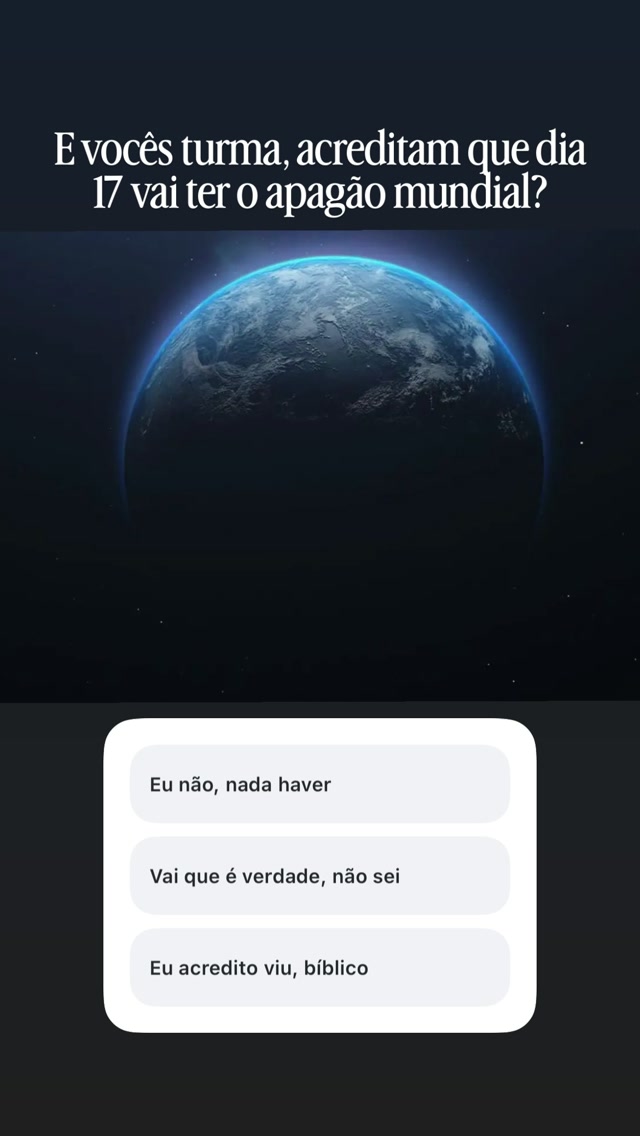 E vocês turma, acreditam que dia
17 vai ter o apagão mundial?
Eu não, nada haver
Vai que é verdade, não sei
Eu acredito viu, bíblico